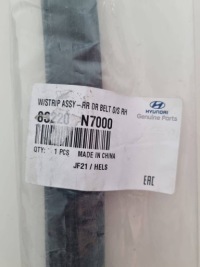 W/STRIP ASSY-RR DR BELT O/S RH
HYUNDAI
Genuine Parts
83220 N7000
QTY: 1 PCS MADE IN CHINA
JF21 / HELS
EAC